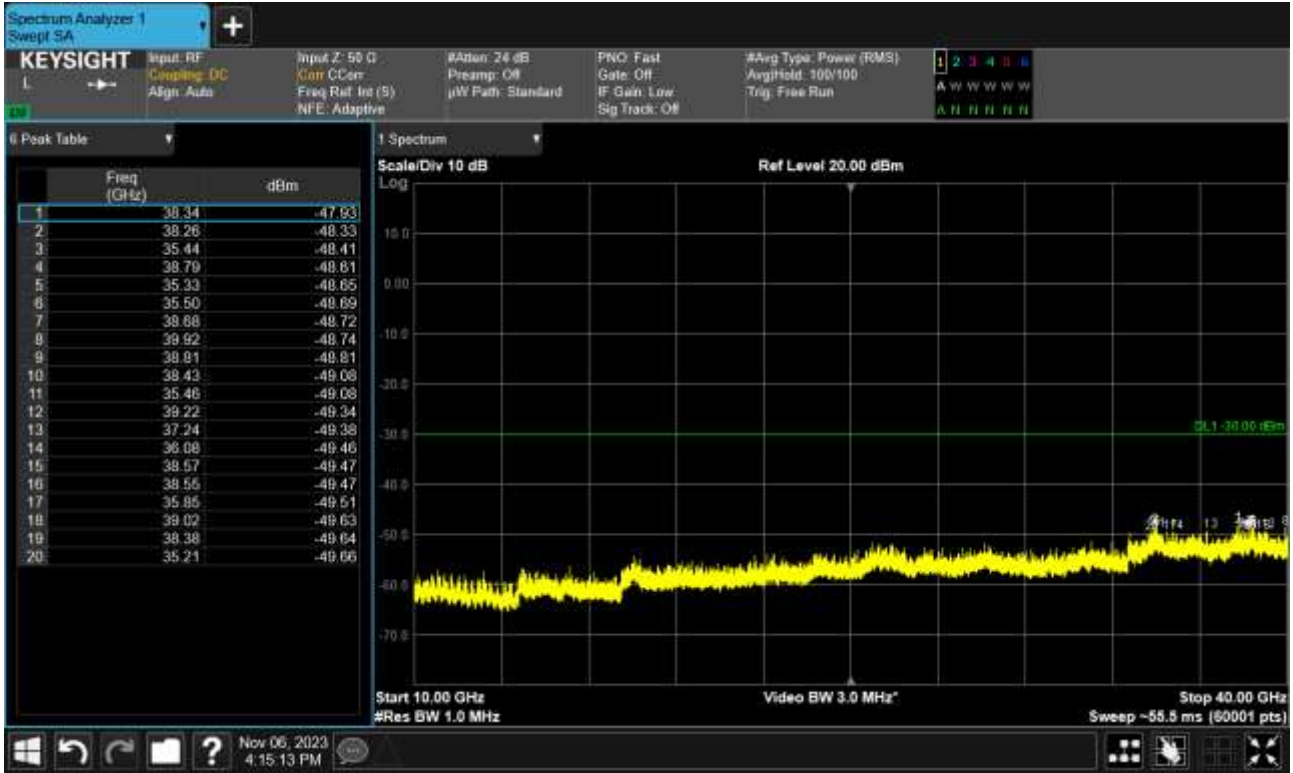 Spectrum Analyzer 1
Swept SA
KEYSIGHT
L
Input: RF
Coupling: DC
Align: Auto
Input Z: 50 Ω
Corr CCorr
Freq Ref: Int (S)
NFE: Adaptive
#Atten: 24 dB
Preamp: Off
µW Path: Standard
PNO: Fast
Gate: Off
IF Gain: Low
Sig Track: Off
#Avg Type: Power (RMS)
Avg|Hold: 100/100
Trig: Free Run
1 2 3 4 5 6
A W W W W W
A N N N N N
6 Peak Table
Freq (GHz) dBm
1 38.34 -47.93
2 38.26 -48.33
3 35.44 -48.41
4 38.79 -48.61
5 35.33 -48.65
6 35.50 -48.69
7 38.68 -48.72
8 39.92 -48.74
9 38.81 -48.81
10 38.43 -49.08
11 35.46 -49.08
12 39.22 -49.34
13 37.24 -49.38
14 36.08 -49.46
15 38.57 -49.47
16 38.55 -49.47
17 35.85 -49.51
18 39.02 -49.63
19 38.38 -49.64
20 35.21 -49.66
1 Spectrum
Scale/Div 10 dB
Ref Level 20.00 dBm
Log
10.0
0.00
-10.0
-20.0
-30.0
DL1 -30.00 dBm
-40.0
13
-50.0
-60.0
-70.0
Start 10.00 GHz
Video BW 3.0 MHz*
Stop 40.00 GHz
#Res BW 1.0 MHz
Sweep ~55.5 ms (60001 pts)
?
Nov 06, 2023
4:15:13 PM